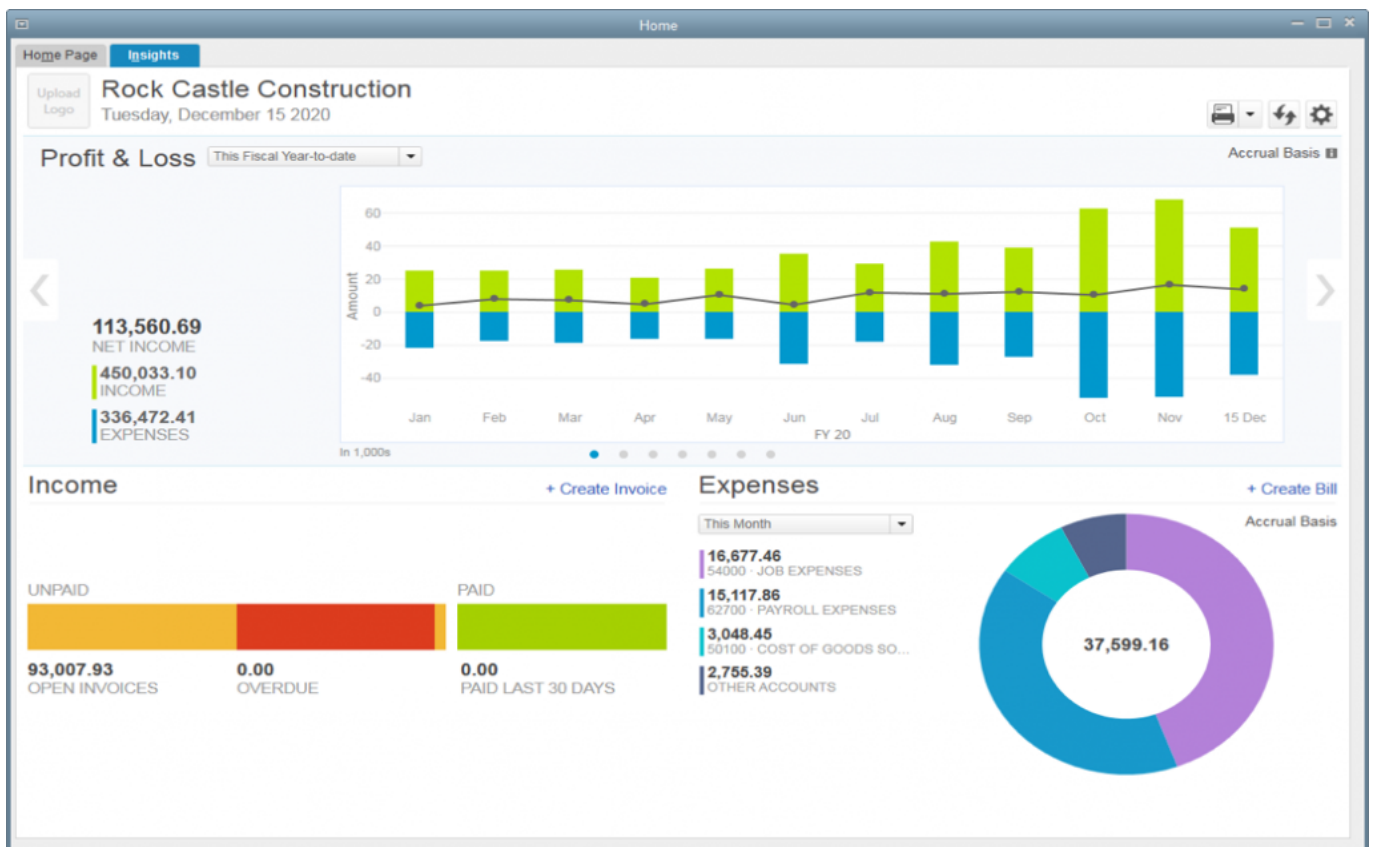 Home
Home Page Insights
Upload
Logo
Rock Castle Construction
Tuesday, December 15 2020
Profit & Loss This Fiscal Year-to-date
Accrual Basis
113,560.69
NET INCOME
450,033.10
INCOME
336,472.41
EXPENSES
Amount
60
40
20
0
-20
-40
Jan Feb Mar Apr May Jun Jul Aug Sep Oct Nov 15 Dec
FY 20
In 1,000s
Income + Create Invoice
UNPAID PAID
93,007.93 0.00 0.00
OPEN INVOICES OVERDUE PAID LAST 30 DAYS
Expenses + Create Bill
This Month Accrual Basis
16,677.46
54000 · JOB EXPENSES
15,117.86
62700 · PAYROLL EXPENSES
3,048.45
50100 · COST OF GOODS SO...
2,755.39
OTHER ACCOUNTS
37,599.16